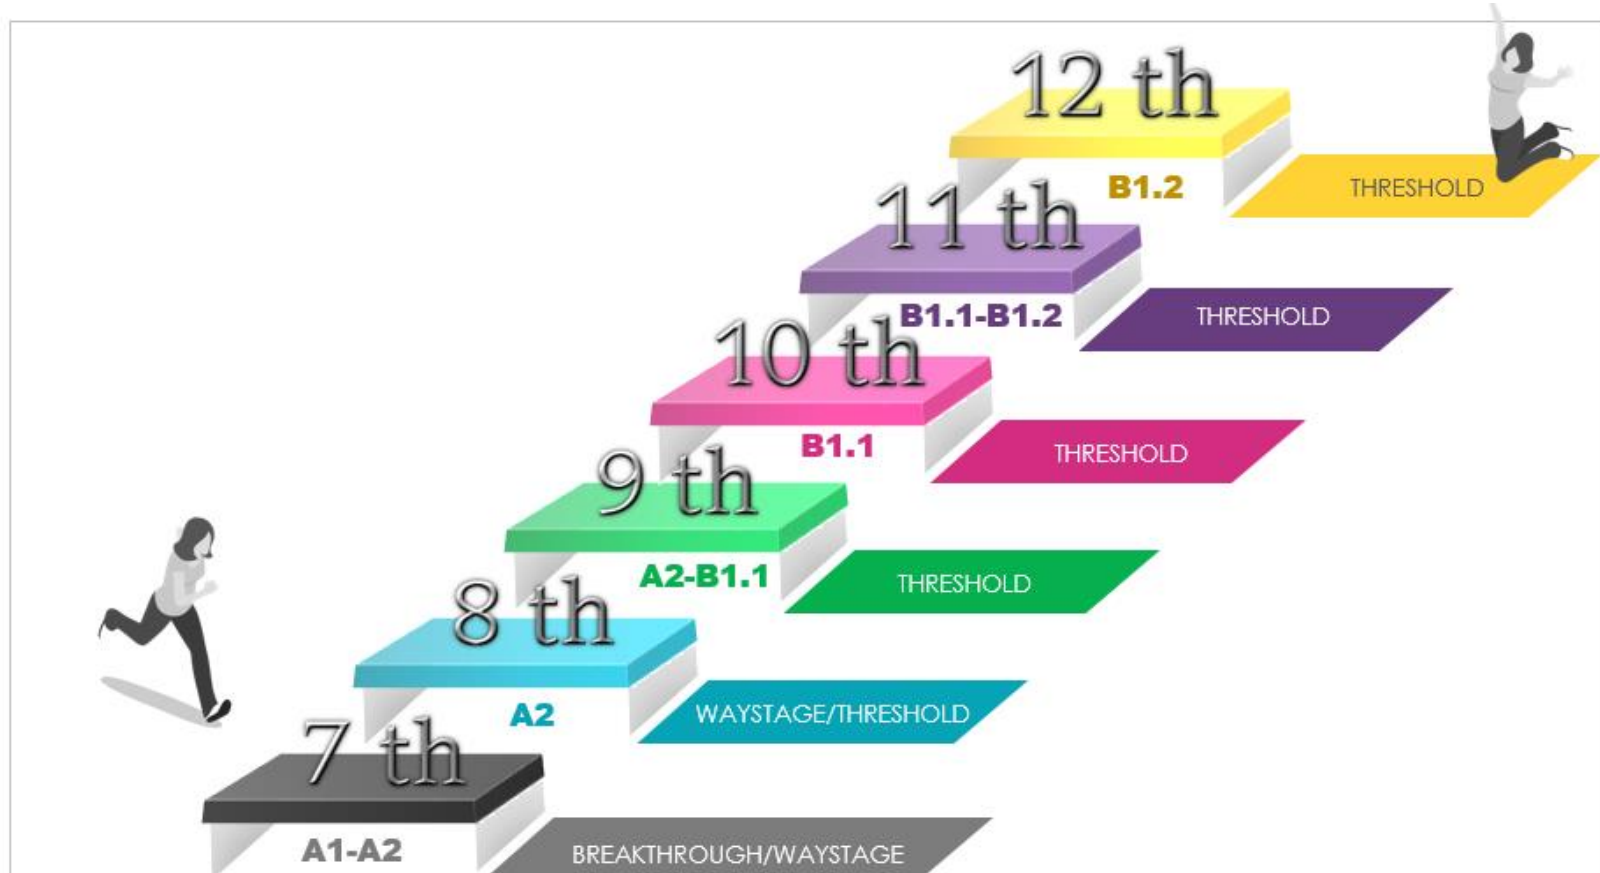 12 th
B1.2
THRESHOLD
11 th
B1.1-B1.2
THRESHOLD
10 th
B1.1
THRESHOLD
9 th
A2-B1.1
THRESHOLD
8 th
A2
WAYSTAGE/THRESHOLD
7 th
A1-A2
BREAKTHROUGH/WAYSTAGE